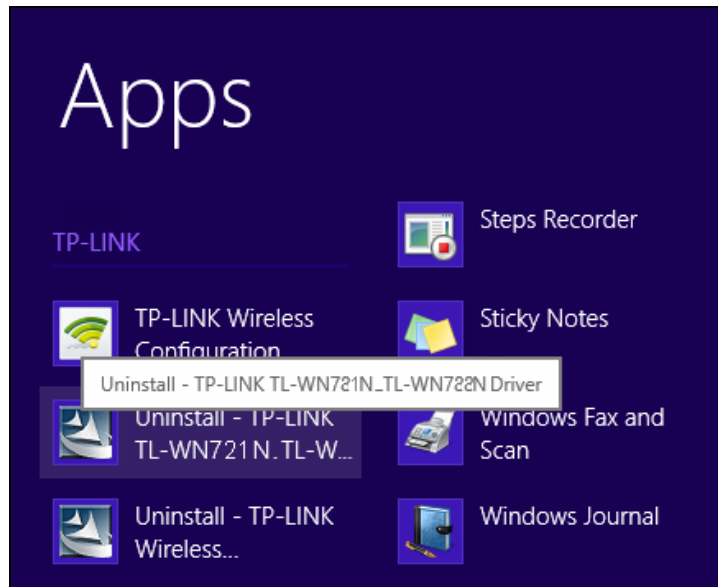 Apps
TP-LINK
TP-LINK Wireless
Configuration
Uninstall - TP-LINK TL-WN721N_TL-WN722N Driver
Uninstall - TP-LINK
TL-WN721N_TL-W...
Uninstall - TP-LINK
Wireless...
Steps Recorder
Sticky Notes
Windows Fax and
Scan
Windows Journal